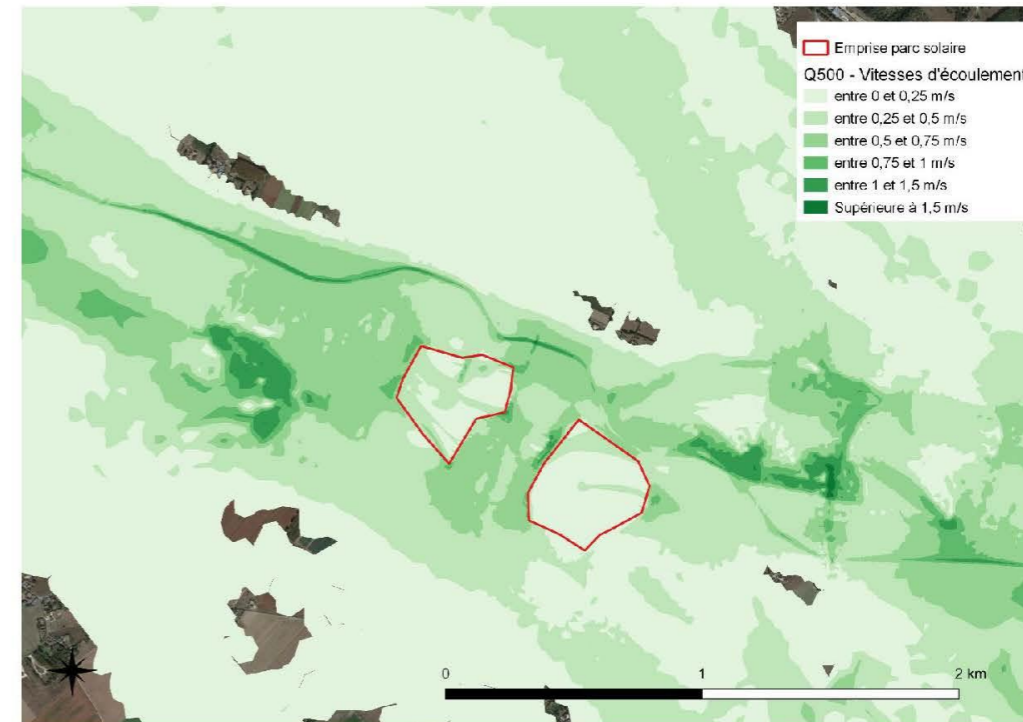 Emprise parc solaire
Q500 - Vitesses d'écoulement
entre 0 et 0,25 m/s
entre 0,25 et 0,5 m/s
entre 0,5 et 0,75 m/s
entre 0,75 et 1 m/s
entre 1 et 1,5 m/s
Supérieure à 1,5 m/s
0 1 2 km